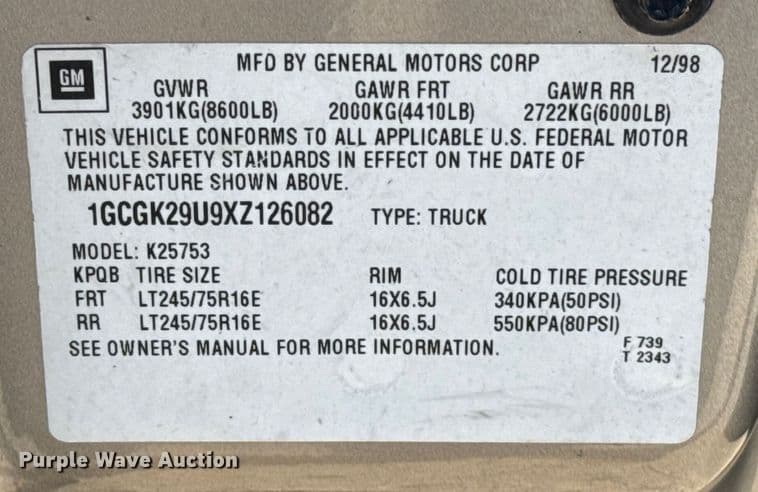 GM
MFD BY GENERAL MOTORS CORP 12/98
GVWR GAWR FRT GAWR RR
3901KG(8600LB) 2000KG(4410LB) 2722KG(6000LB)
THIS VEHICLE CONFORMS TO ALL APPLICABLE U.S. FEDERAL MOTOR
VEHICLE SAFETY STANDARDS IN EFFECT ON THE DATE OF
MANUFACTURE SHOWN ABOVE.
1GCGK29U9XZ126082 TYPE: TRUCK
MODEL: K25753
KPQB TIRE SIZE RIM COLD TIRE PRESSURE
FRT LT245/75R16E 16X6.5J 340KPA(50PSI)
RR LT245/75R16E 16X6.5J 550KPA(80PSI)
SEE OWNER'S MANUAL FOR MORE INFORMATION. F 739
T 2343
Purple Wave Auction